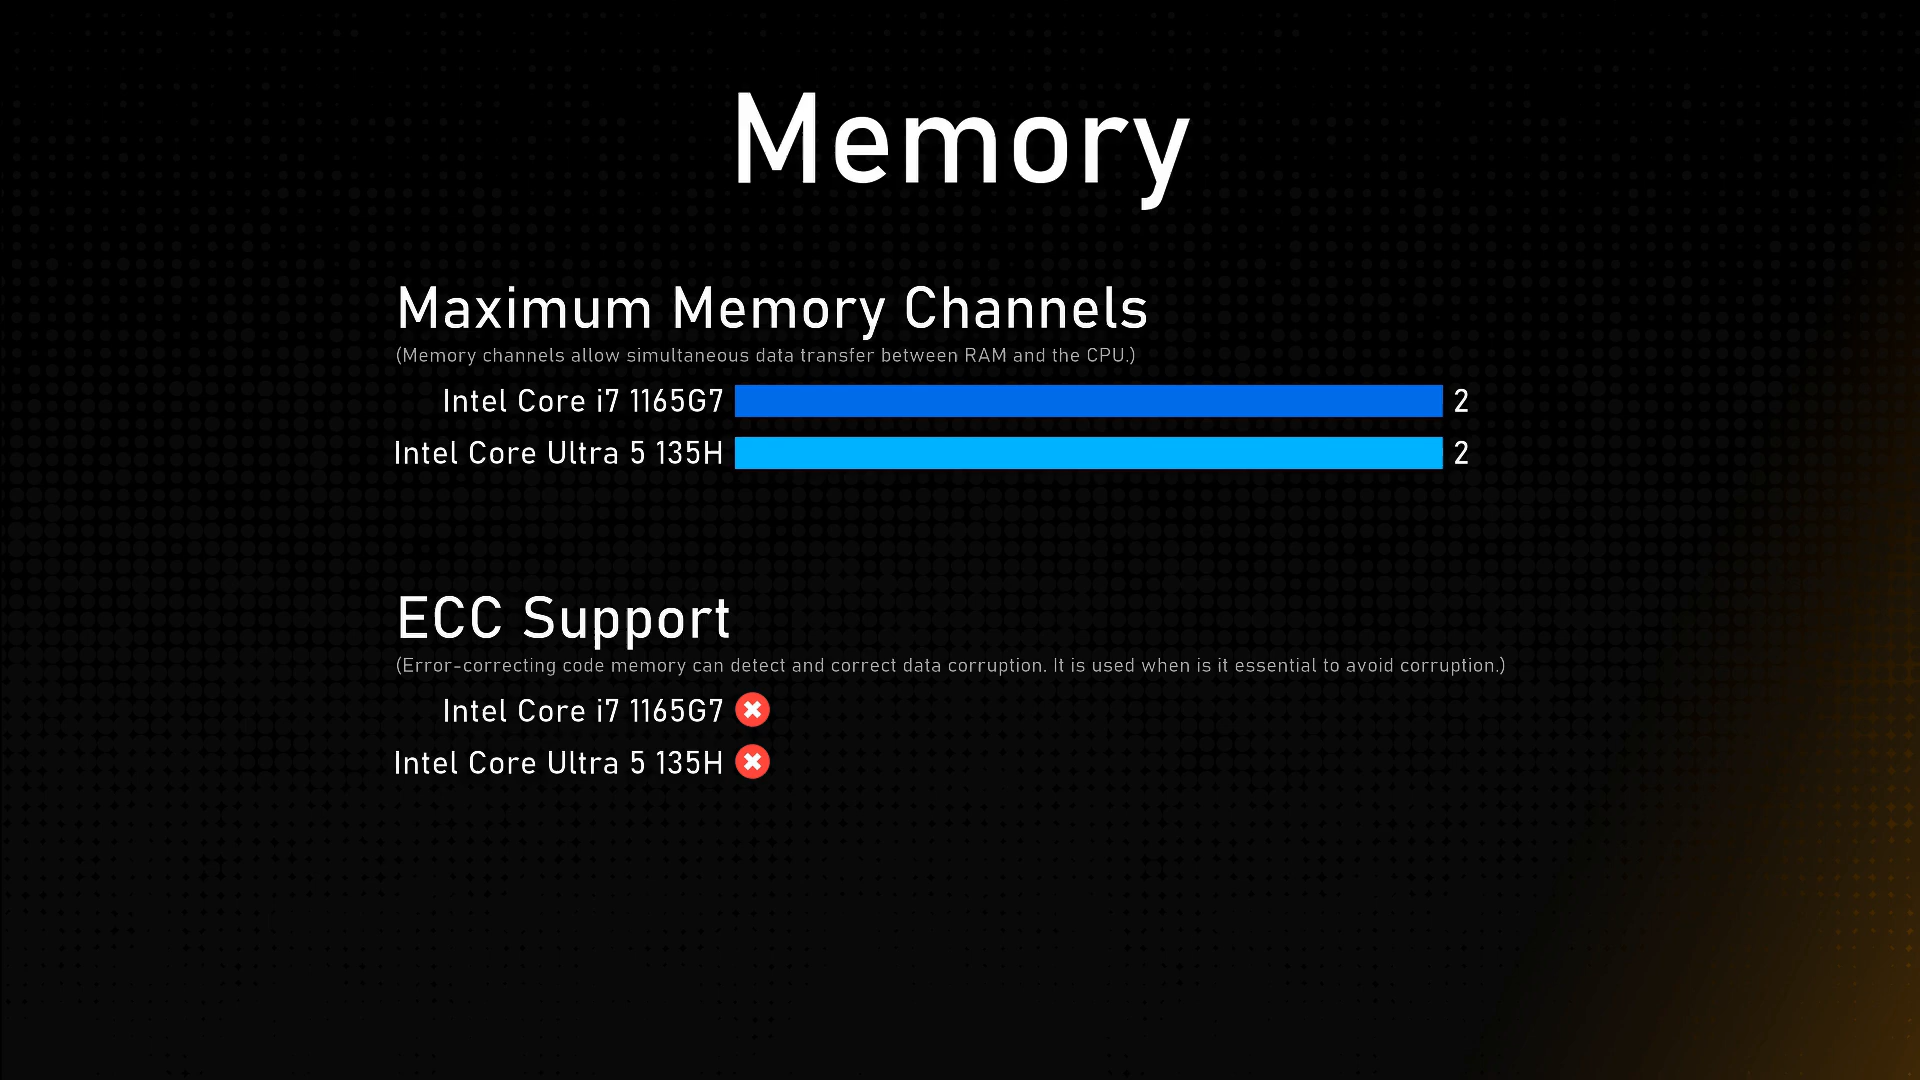 Memory
Maximum Memory Channels
(Memory channels allow simultaneous data transfer between RAM and the CPU.)
Intel Core i7 1165G7 2
Intel Core Ultra 5 135H 2
ECC Support
(Error-correcting code memory can detect and correct data corruption. It is used when is it essential to avoid corruption.)
Intel Core i7 1165G7
Intel Core Ultra 5 135H